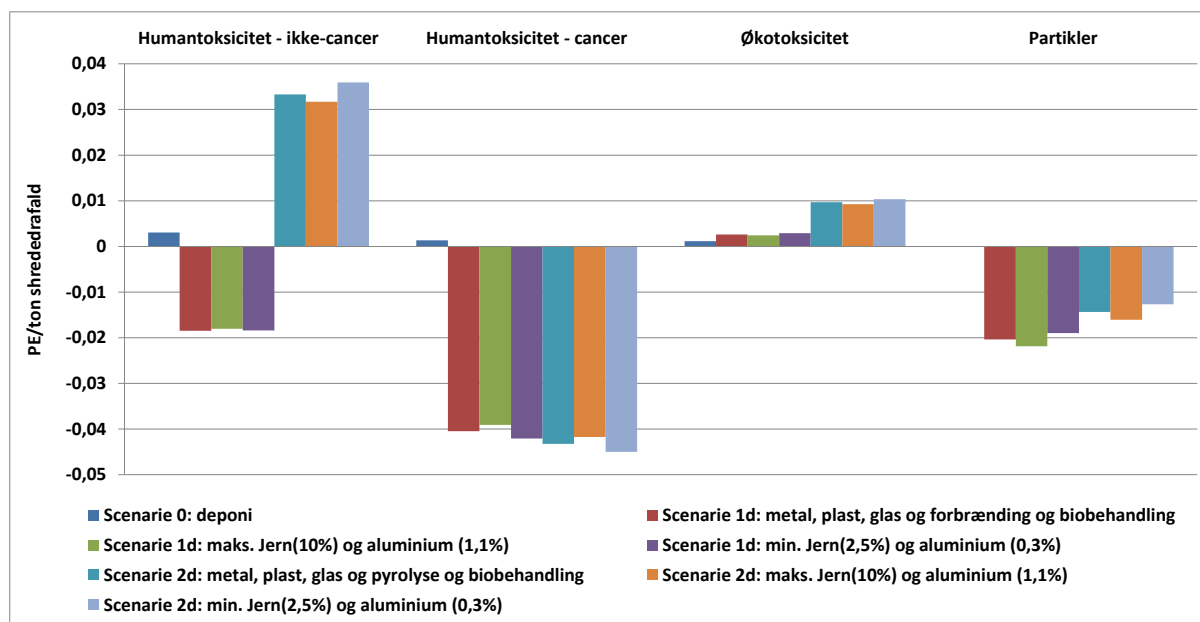 Humantoksicitet - ikke-cancer
Humantoksicitet - cancer
Økotoksicitet
Partikler
PE/ton shrededrafald
0,04
0,03
0,02
0,01
0
-0,01
-0,02
-0,03
-0,04
-0,05
Scenarie 0: deponi
Scenarie 1d: metal, plast, glas og forbrænding og biobehandling
Scenarie 1d: maks. Jern(10%) og aluminium (1,1%)
Scenarie 1d: min. Jern(2,5%) og aluminium (0,3%)
Scenarie 2d: metal, plast, glas og pyrolyse og biobehandling
Scenarie 2d: maks. Jern(10%) og aluminium (1,1%)
Scenarie 2d: min. Jern(2,5%) og aluminium (0,3%)